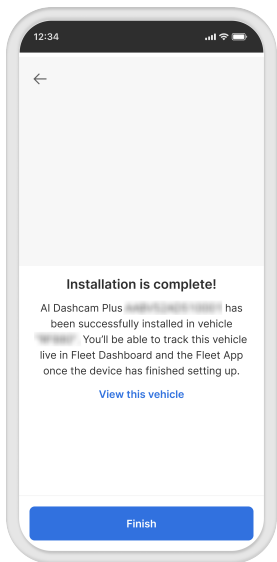 12:34
Installation is complete!
AI Dashcam Plus has
been successfully installed in vehicle
. You'll be able to track this vehicle
live in Fleet Dashboard and the Fleet App
once the device has finished setting up.
View this vehicle
Finish